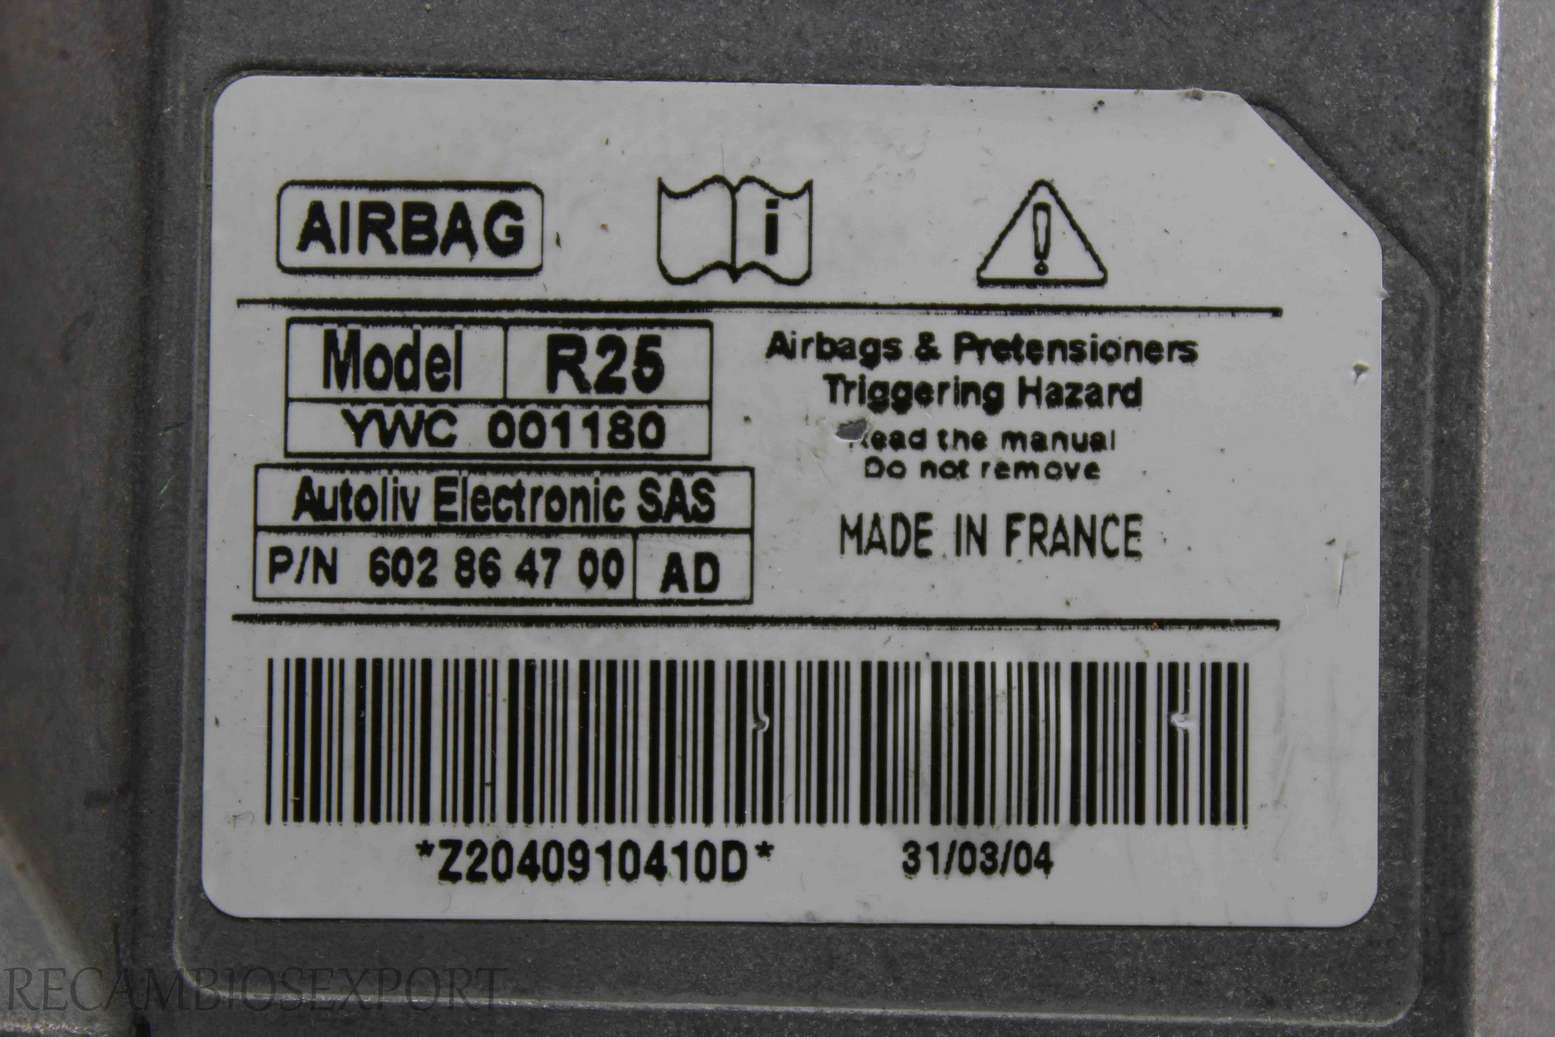 AIRBAG
i
Model R25
YWC 001180
Autoliv Electronic SAS
P/N 602 86 47 00 AD
Airbags & Pretensioners
Triggering Hazard
the manual
Do not remove
MADE IN FRANCE
*Z2040910410D* 31/03/04
RECAMBIOSEXPORT